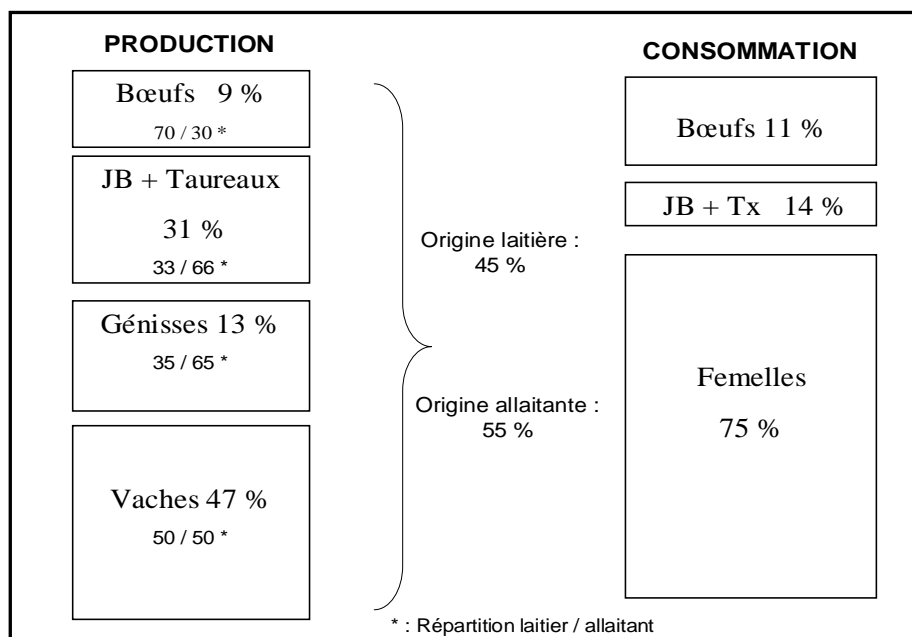 PRODUCTION
Bœufs 9 %
70 / 30 *
JB + Taureaux
31 %
33 / 66 *
Génisses 13 %
35 / 65 *
Vaches 47 %
50 / 50 *
Origine laitière :
45 %
Origine allaitante :
55 %
CONSOMMATION
Bœufs 11 %
JB + Tx 14 %
Femelles
75 %
* : Répartition laitier / allaitant